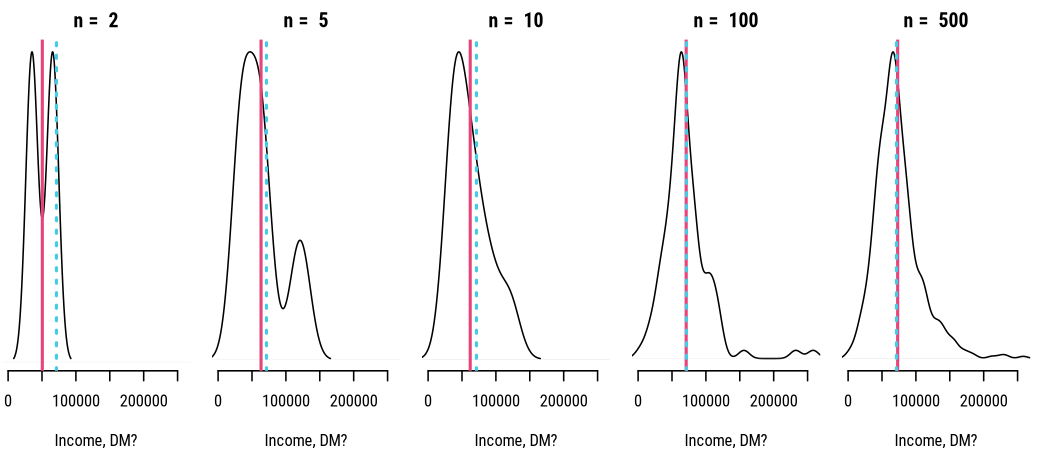 n = 2
n = 5
n = 10
n = 100
n = 500
0 100000 200000
0 100000 200000
0 100000 200000
0 100000 200000
0 100000 200000
Income, DM?
Income, DM?
Income, DM?
Income, DM?
Income, DM?